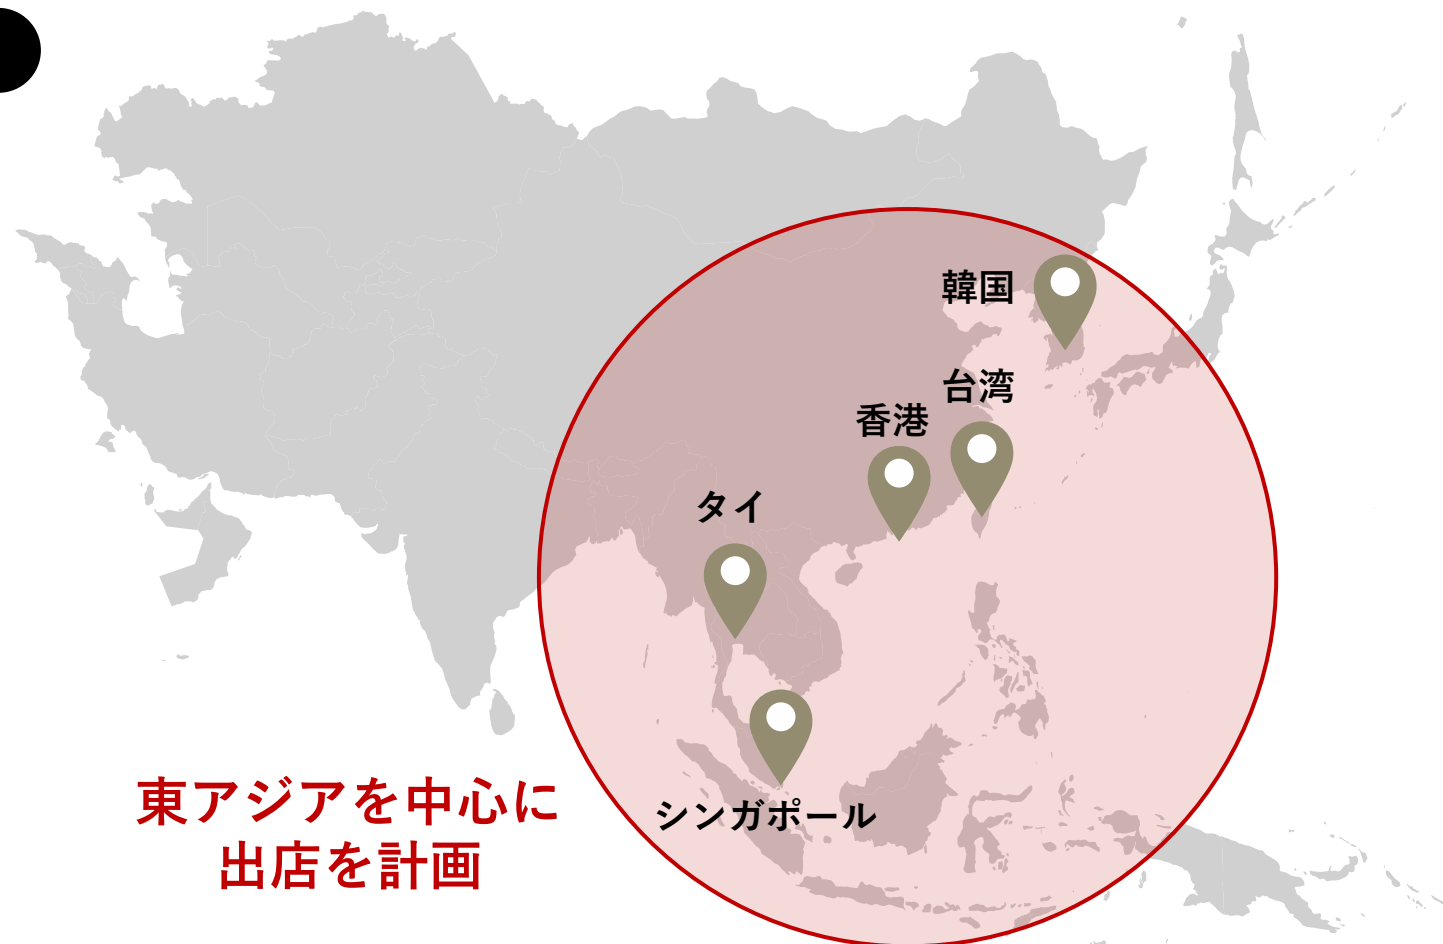 韓国
台湾
香港
タイ
シンガポール
東アジアを中心に
出店を計画